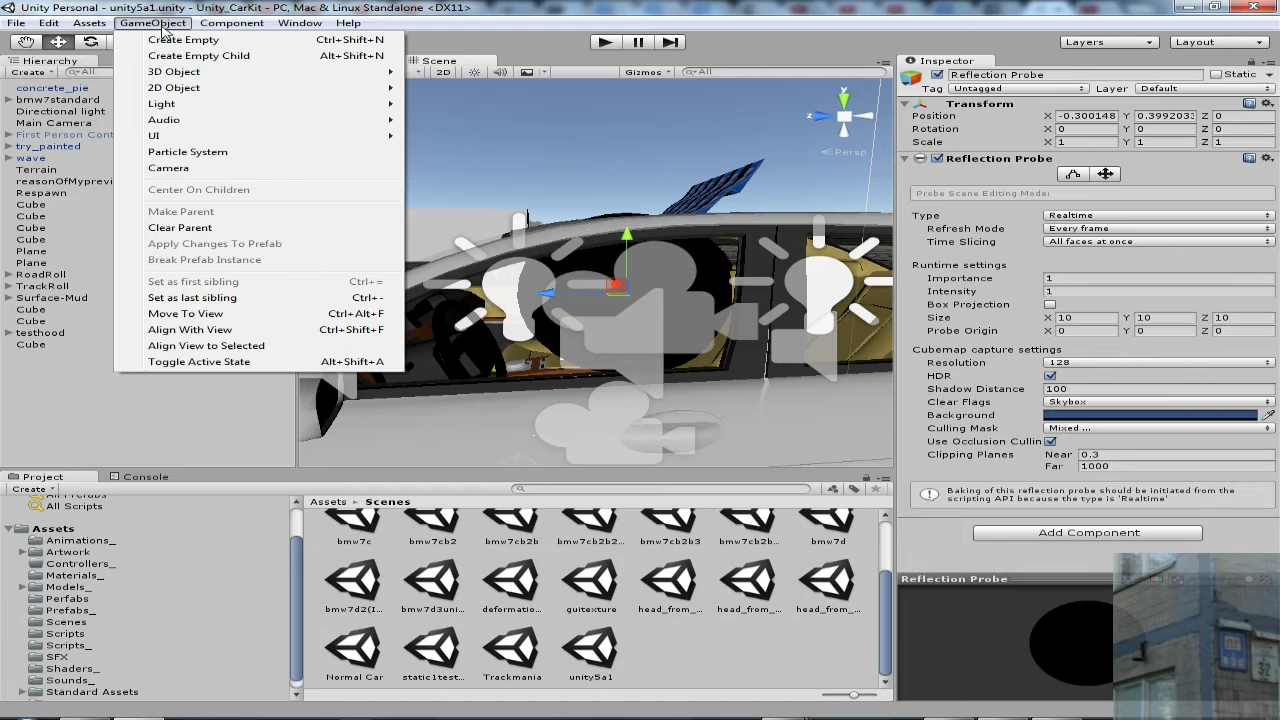 Unity Personal - unity5a1.unity - Unity_CarKit - PC, Mac & Linux Standalone <DX11>
File Edit Assets GameObject Component Window Help
Layers Layout
Hierarchy
Create All
concrete_pie
bmw7standard
Directional light
Main Camera
First Person Cont
try_painted
wave
Terrain
reasonOfMyprevi
Respawn
Cube
Cube
Cube
Cube
Plane
Plane
RoadRoll
TrackRoll
Surface-Mud
Cube
Cube
testhood
Cube
Create Empty Ctrl+Shift+N
Create Empty Child Alt+Shift+N
3D Object
2D Object
Light
Audio
UI
Particle System
Camera
Center On Children
Make Parent
Clear Parent
Apply Changes To Prefab
Break Prefab Instance
Set as first sibling Ctrl+=
Set as last sibling Ctrl+-
Move To View Ctrl+Alt+F
Align With View Ctrl+Shift+F
Align View to Selected
Toggle Active State Alt+Shift+A
Scene
2D Gizmos All
y
z
Persp
Inspector
Reflection Probe Static
Tag Untagged Layer Default
Transform
Position X -0.300148 Y 0.3992033 Z 0
Rotation X 0 Y 0 Z 0
Scale X 1 Y 1 Z 1
Reflection Probe
Probe Scene Editing Mode:
Type Realtime
Refresh Mode Every frame
Time Slicing All faces at once
Runtime settings
Importance 1
Intensity 1
Box Projection
Size X 10 Y 10 Z 10
Probe Origin X 0 Y 0 Z 0
Cubemap capture settings
Resolution 128
HDR
Shadow Distance 100
Clear Flags Skybox
Background
Culling Mask Mixed ...
Use Occlusion Cullin
Clipping Planes Near 0.3
Far 1000
Baking of this reflection probe should be initiated from the
scripting API because the type is 'Realtime'
Add Component
Reflection Probe
Project Console
Create
All Prefabs
All Scripts
Assets
Animations_
Artwork
Controllers_
Materials_
Models_
Perfabs
Prefabs_
Scenes
Scripts
Scripts_
SFX
Shaders_
Sounds_
Standard Assets
Assets Scenes
bmw7c bmw7cb2 bmw7cb2b bmw7cb2b2... bmw7cb2b3 bmw7d
bmw7d2(I... bmw7d3uni... deformatio... guitexture head_from_... head_from_... head_from_...
Normal Car static1test... Trackmania unity5a1
32